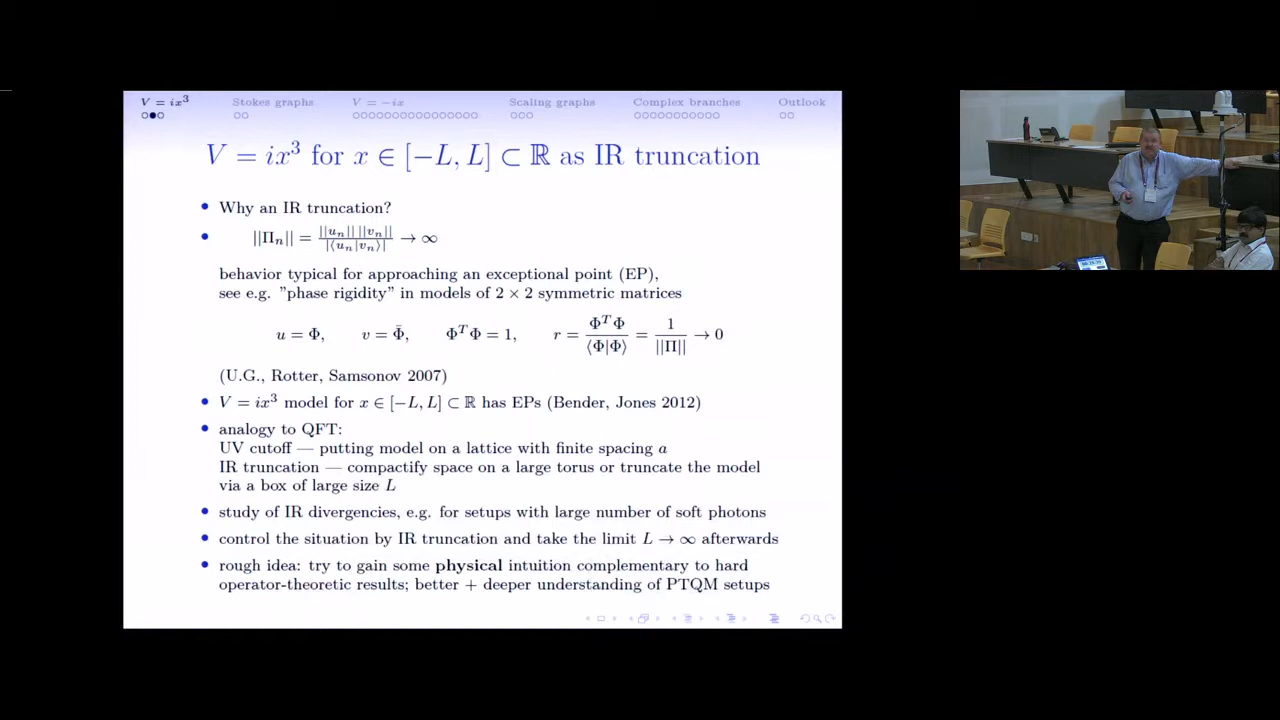 V = ix³ Stokes graphs V = −ix Scaling graphs Complex branches Outlook
V = ix³ for x ∈ [−L, L] ⊂ ℝ as IR truncation
• Why an IR truncation?
• ||Πₙ|| = ||uₙ|| ||vₙ|| / |⟨uₙ|vₙ⟩| → ∞
behavior typical for approaching an exceptional point (EP),
see e.g. ”phase rigidity” in models of 2 × 2 symmetric matrices
u = Φ, v = Φ̄, ΦᵀΦ = 1, r = ΦᵀΦ / ⟨Φ|Φ⟩ = 1 / ||Π|| → 0
(U.G., Rotter, Samsonov 2007)
• V = ix³ model for x ∈ [−L, L] ⊂ ℝ has EPs (Bender, Jones 2012)
• analogy to QFT:
UV cutoff — putting model on a lattice with finite spacing a
IR truncation — compactify space on a large torus or truncate the model
via a box of large size L
• study of IR divergencies, e.g. for setups with large number of soft photons
• control the situation by IR truncation and take the limit L → ∞ afterwards
• rough idea: try to gain some physical intuition complementary to hard
operator-theoretic results; better + deeper understanding of PTQM setups